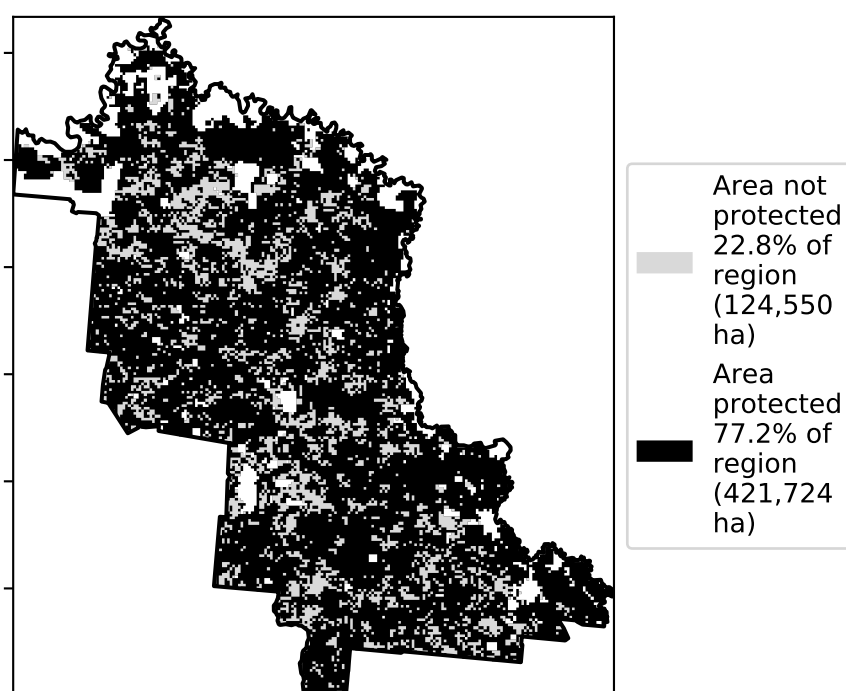 Area not
protected
22.8% of
region
(124,550
ha)
Area
protected
77.2% of
region
(421,724
ha)